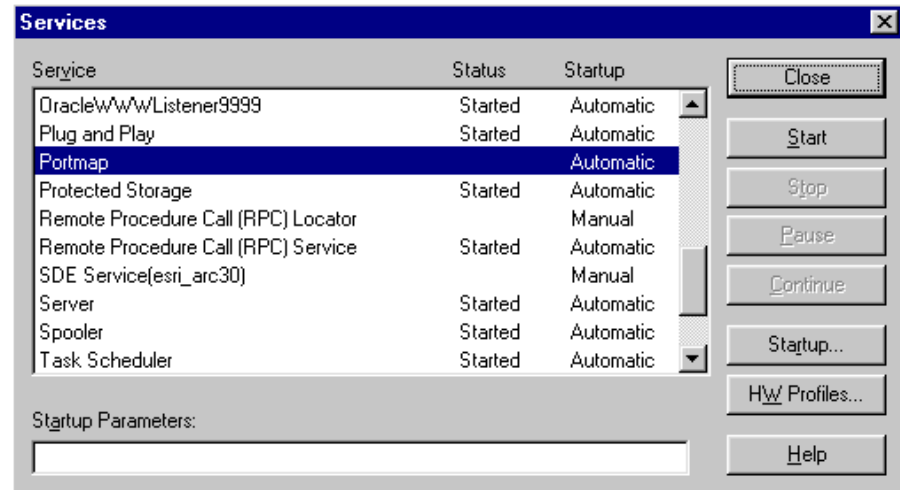 Services
Service Status Startup
OracleWWWListener9999 Started Automatic
Plug and Play Started Automatic
Portmap Automatic
Protected Storage Started Automatic
Remote Procedure Call (RPC) Locator Manual
Remote Procedure Call (RPC) Service Started Automatic
SDE Service(esri_arc30) Manual
Server Started Automatic
Spooler Started Automatic
Task Scheduler Started Automatic
Startup Parameters:
Close
Start
Stop
Pause
Continue
Startup...
HW Profiles...
Help